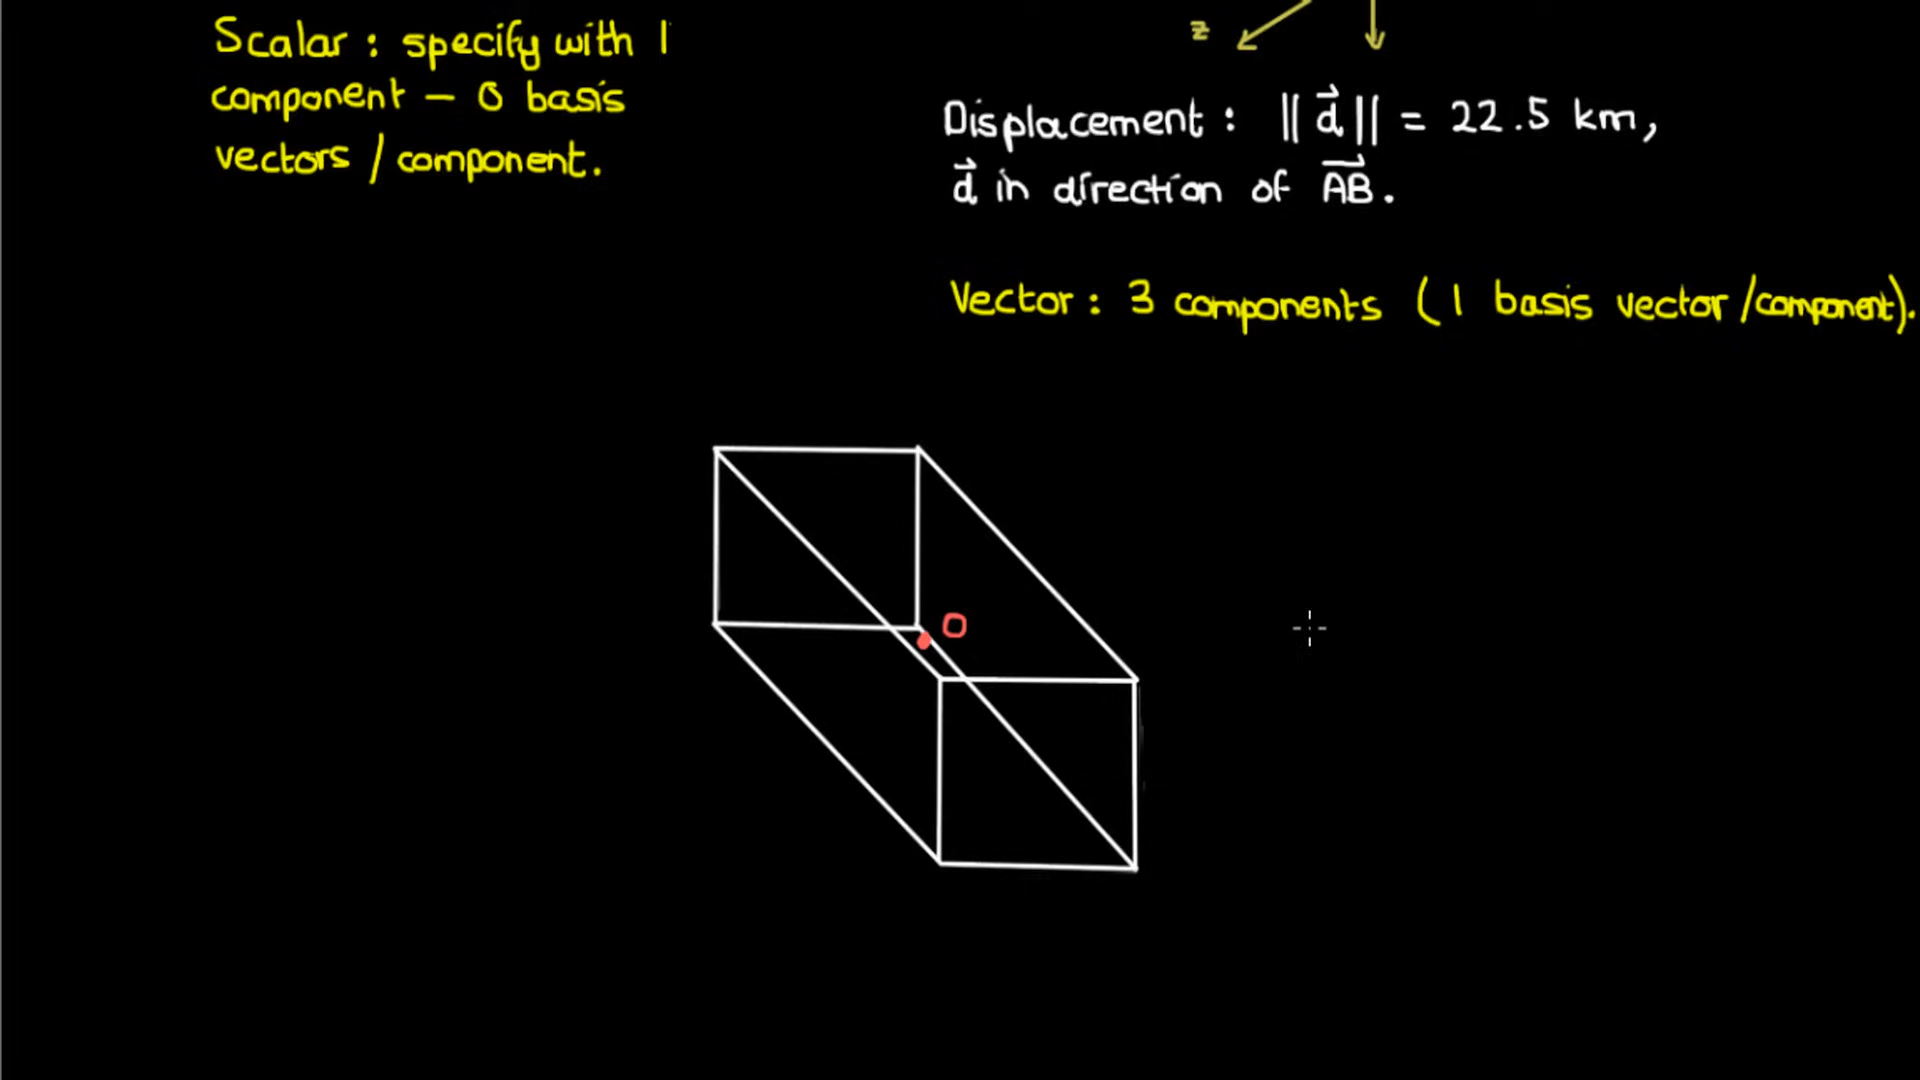 Scalar : specify with 1
component – 0 basis
vectors / component.
z
Displacement : ||d⃗|| = 22.5 km,
d⃗ in direction of A⃗B⃗.
Vector : 3 components (1 basis vector/component).
O